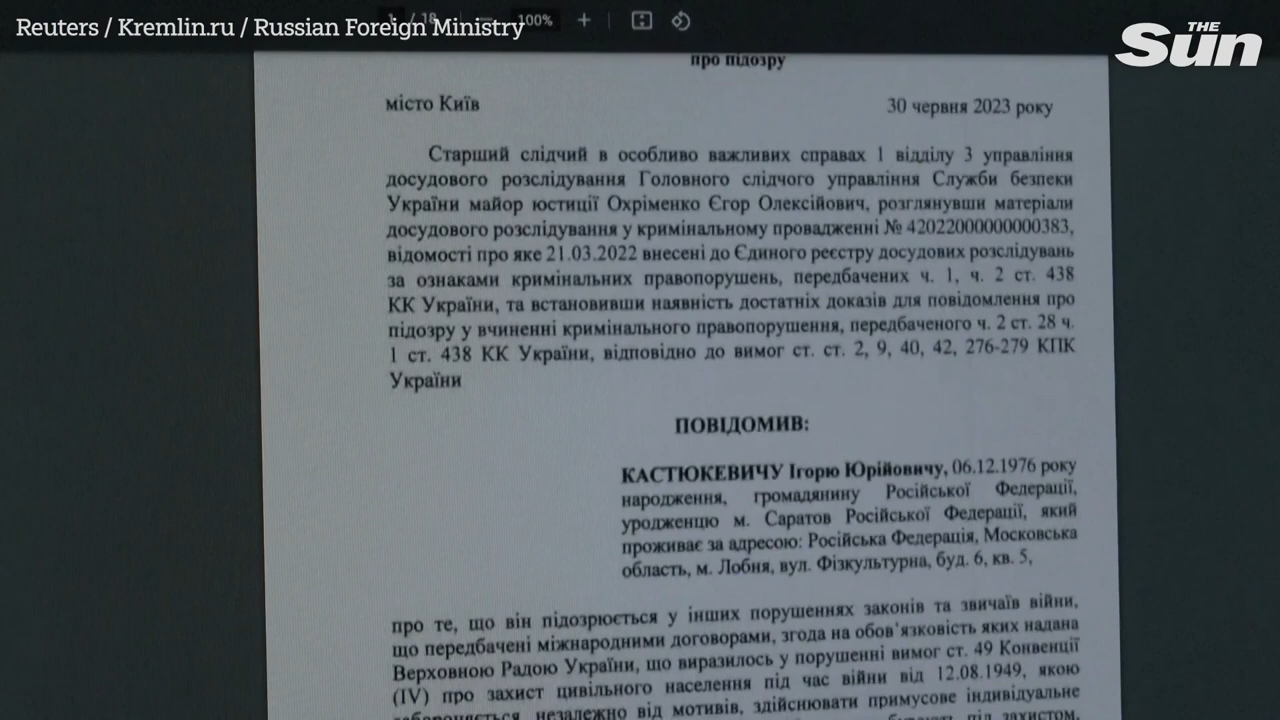 Reuters / Kremlin.ru / Russian Foreign Ministry
/ 18
100%
THE
Sun
про підозру
місто Київ
30 червня 2023 року
Старший слідчий в особливо важливих справах 1 відділу 3 управління
досудового розслідування Головного слідчого управління Служби безпеки
України майор юстиції Охріменко Єгор Олексійович, розглянувши матеріали
досудового розслідування у кримінальному провадженні № 42022000000000383,
відомості про яке 21.03.2022 внесені до Єдиного реєстру досудових розслідувань
за ознаками кримінальних правопорушень, передбачених ч. 1, ч. 2 ст. 438
КК України, та встановивши наявність достатніх доказів для повідомлення про
підозру у вчиненні кримінального правопорушення, передбаченого ч. 2 ст. 28 ч.
1 ст. 438 КК України, відповідно до вимог ст. ст. 2, 9, 40, 42, 276-279 КПК
України
ПОВІДОМИВ:
КАСТЮКЕВИЧУ Ігорю Юрійовичу, 06.12.1976 року
народження, громадянину Російської Федерації,
уродженцю м. Саратов Російської Федерації, який
проживає за адресою: Російська Федерація, Московська
область, м. Лобня, вул. Фізкультурна, буд. 6, кв. 5,
про те, що він підозрюється у інших порушеннях законів та звичаїв війни,
що передбачені міжнародними договорами, згода на обов’язковість яких надана
Верховною Радою України, що виразилось у порушенні вимог ст. 49 Конвенції
(IV) про захист цивільного населення під час війни від 12.08.1949, якою
незалежно від мотивів, здійснювати примусове індивідуальне
під захистом,